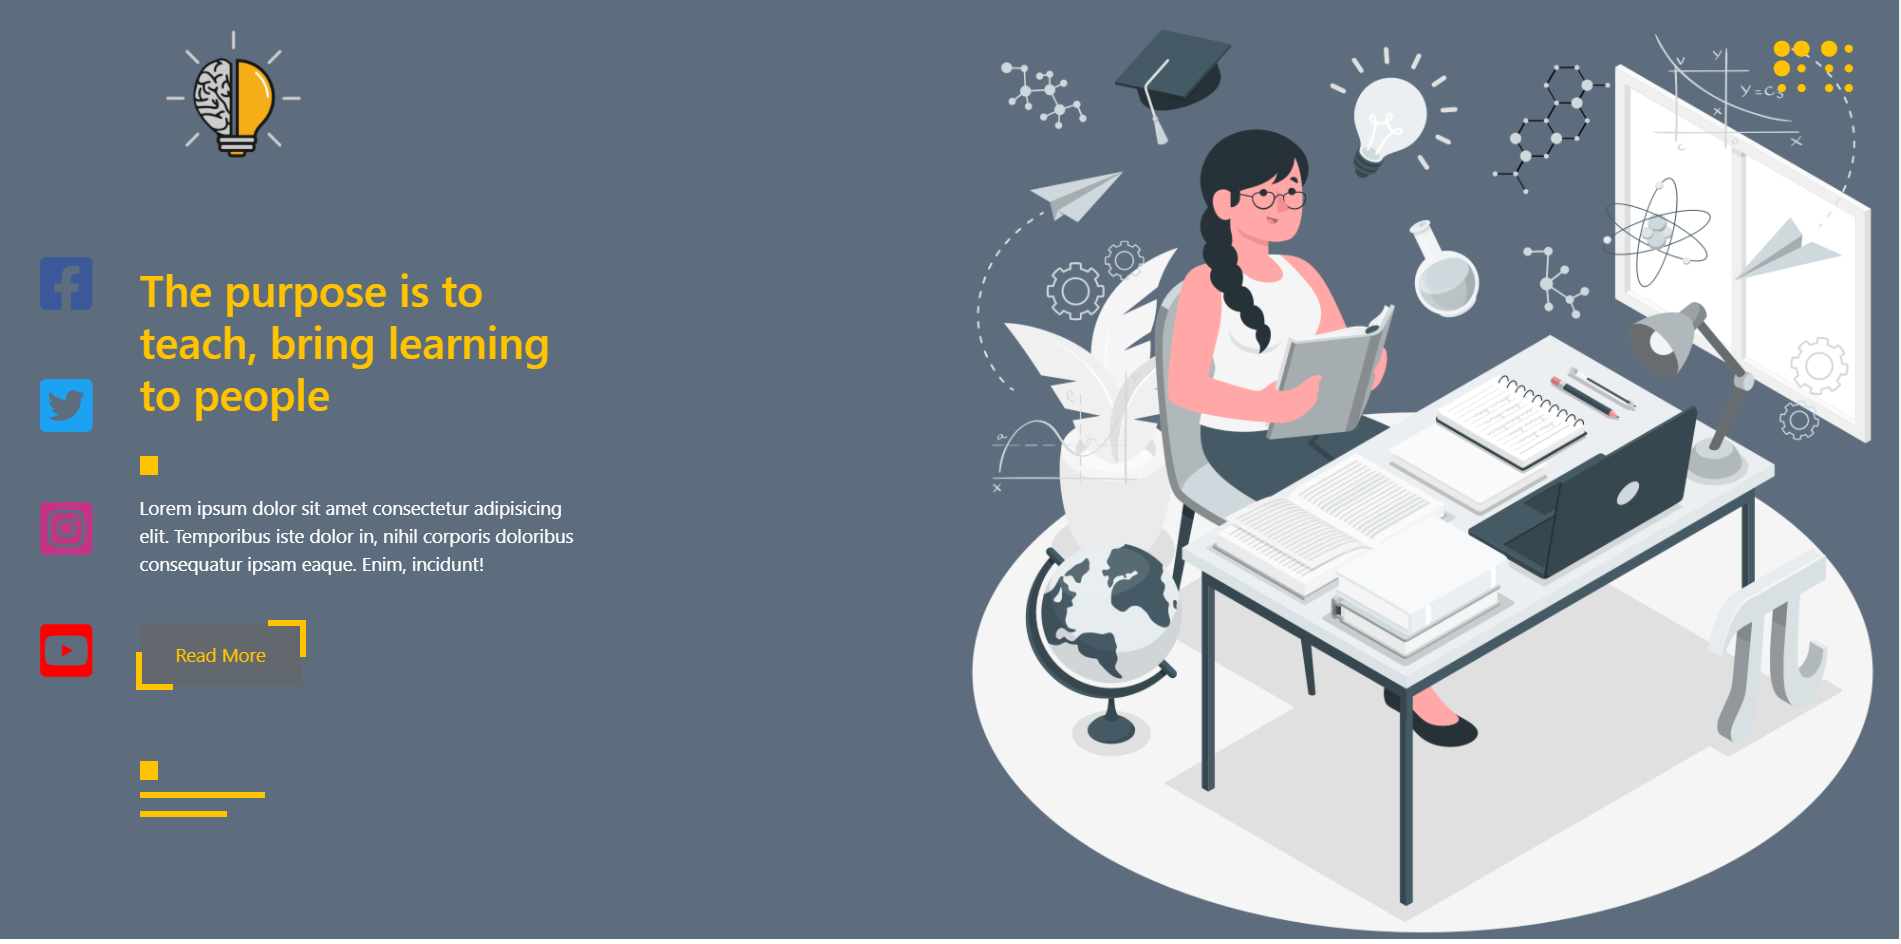 The purpose is to
teach, bring learning
to people
Lorem ipsum dolor sit amet consectetur adipisicing
elit. Temporibus iste dolor in, nihil corporis doloribus
consequatur ipsam eaque. Enim, incidunt!
Read More
V
Y
Y=C3
X
X
a
X
π